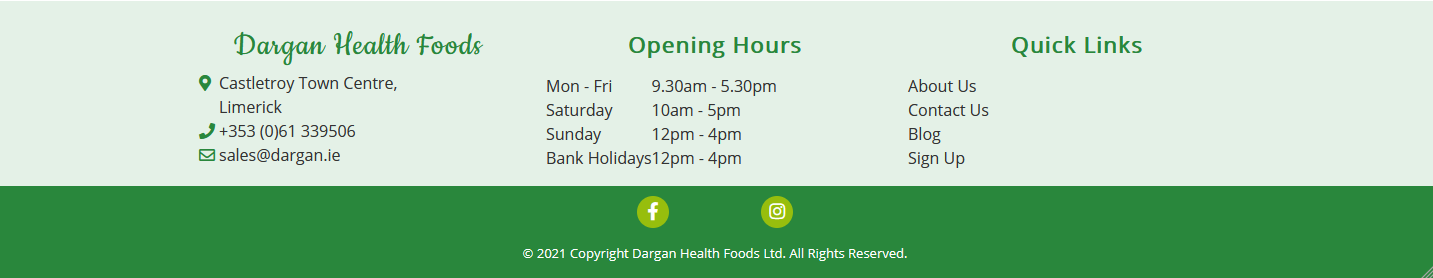 Dargan Health Foods
Castletroy Town Centre,
Limerick
+353 (0)61 339506
sales@dargan.ie
Opening Hours
Mon - Fri 9.30am - 5.30pm
Saturday 10am - 5pm
Sunday 12pm - 4pm
Bank Holidays 12pm - 4pm
Quick Links
About Us
Contact Us
Blog
Sign Up
© 2021 Copyright Dargan Health Foods Ltd. All Rights Reserved.